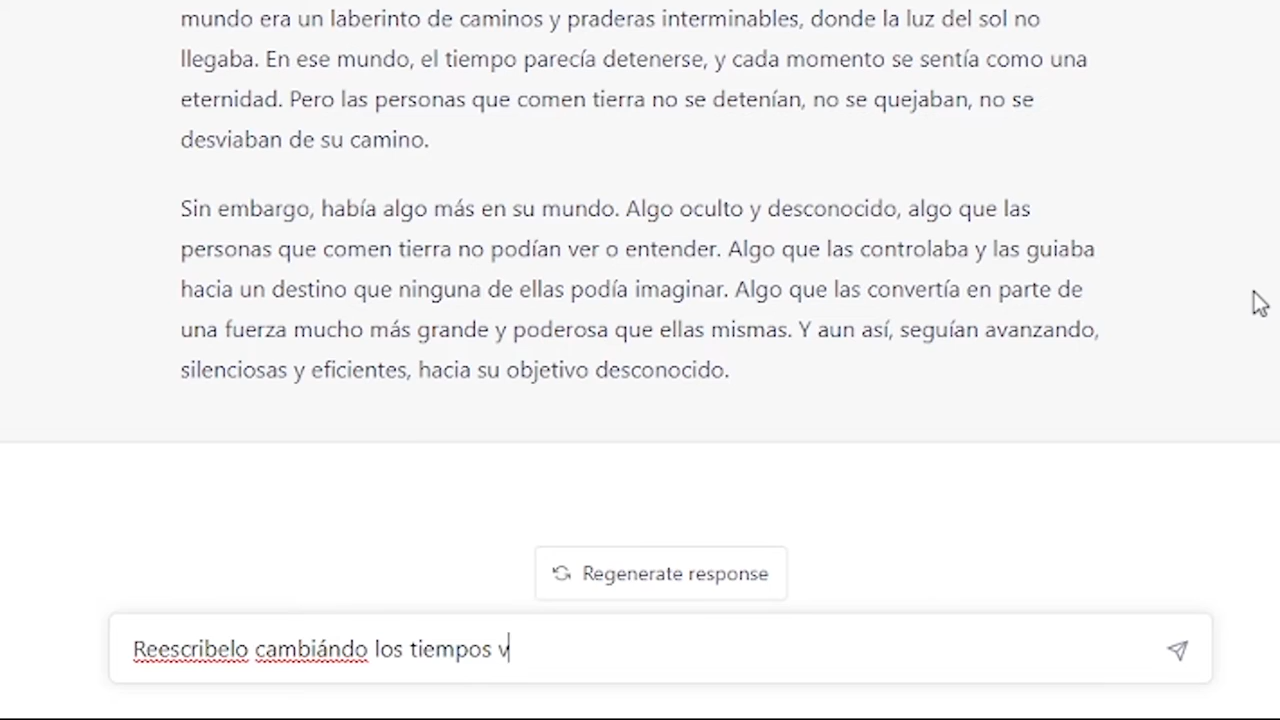 mundo era un laberinto de caminos y praderas interminables, donde la luz del sol no
llegaba. En ese mundo, el tiempo parecía detenerse, y cada momento se sentía como una
eternidad. Pero las personas que comen tierra no se detenían, no se quejaban, no se
desviaban de su camino.
Sin embargo, había algo más en su mundo. Algo oculto y desconocido, algo que las
personas que comen tierra no podían ver o entender. Algo que las controlaba y las guiaba
hacia un destino que ninguna de ellas podía imaginar. Algo que las convertía en parte de
una fuerza mucho más grande y poderosa que ellas mismas. Y aun así, seguían avanzando,
silenciosas y eficientes, hacia su objetivo desconocido.
Regenerate response
Reescribelo cambiándo los tiempos v